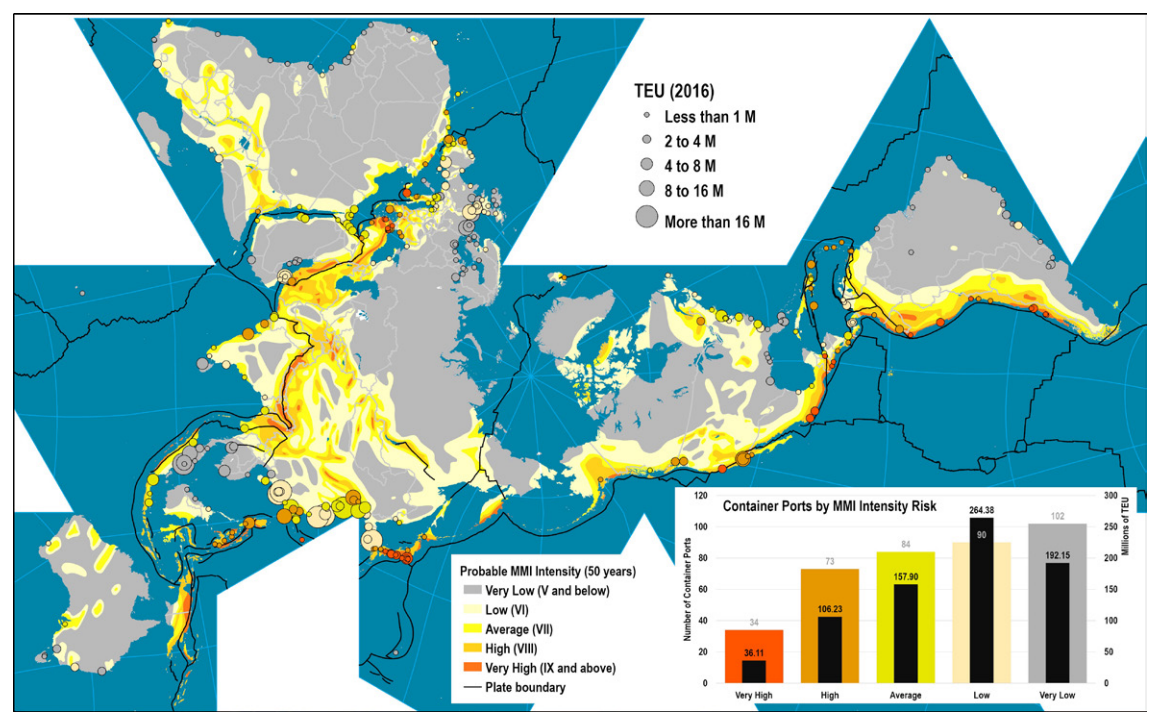 TEU (2016)
Less than 1 M
2 to 4 M
4 to 8 M
8 to 16 M
More than 16 M
Probable MMI Intensity (50 years)
Very Low (V and below)
Low (VI)
Average (VII)
High (VIII)
Very High (IX and above)
Plate boundary
Container Ports by MMI Intensity Risk
Number of Container Ports
120
100
80
60
40
20
0
34
36.11
73
106.23
84
157.90
264.38
90
102
192.15
Very High
High
Average
Low
Very Low
300
250
200
150
100
50
0
Millions of TEU